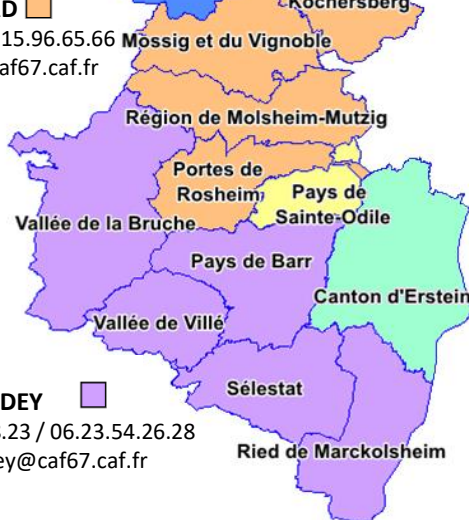 Kochersberg
AD
15.96.65.66
Mossig et du Vignoble
af67.caf.fr
Région de Molsheim-Mutzig
Portes de
Rosheim
Pays de
Sainte-Odile
Vallée de la Bruche
Pays de Barr
Canton d'Erstein
Vallée de Villé
Sélestat
DEY
.23 / 06.23.54.26.28
ey@caf67.caf.fr
Ried de Marckolsheim